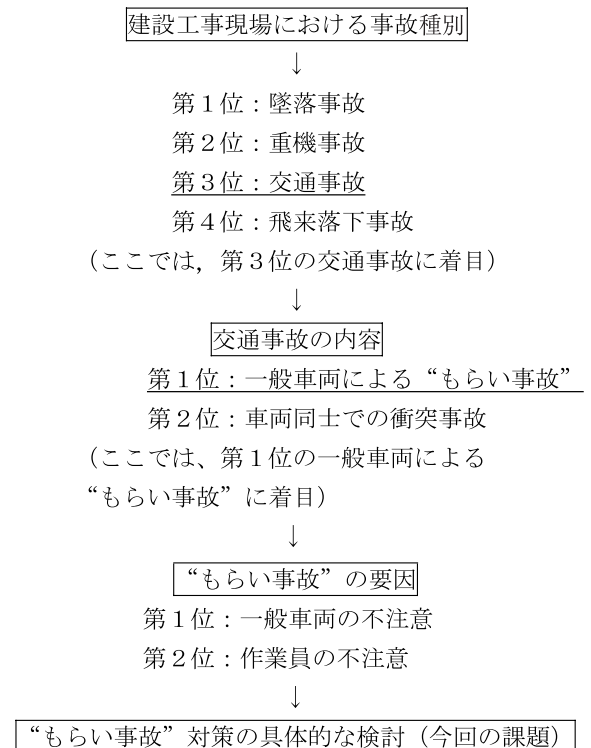 建設工事現場における事故種別
↓
第１位：墜落事故
第２位：重機事故
第３位：交通事故
第４位：飛来落下事故
（ここでは，第３位の交通事故に着目）
↓
交通事故の内容
第１位：一般車両による“もらい事故”
第２位：車両同士での衝突事故
（ここでは、第１位の一般車両による
“もらい事故”に着目）
↓
“もらい事故”の要因
第１位：一般車両の不注意
第２位：作業員の不注意
↓
“もらい事故”対策の具体的な検討（今回の課題）